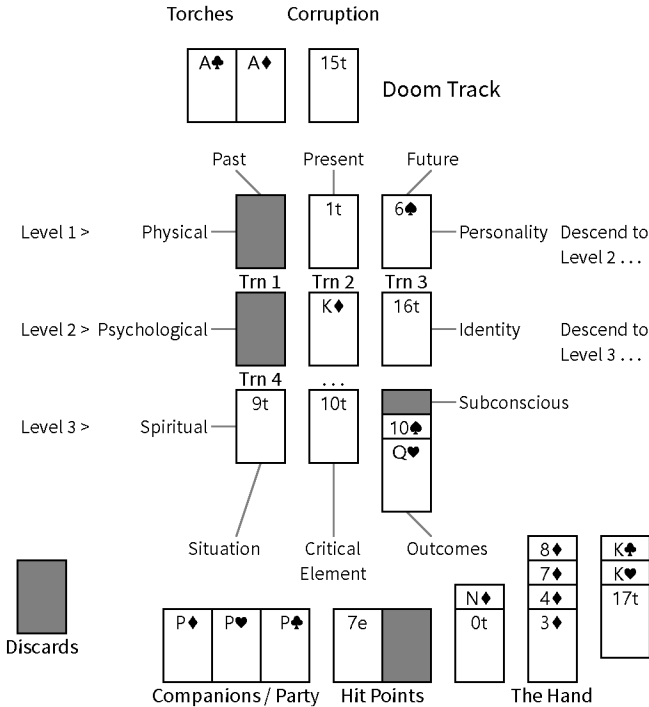 Torches Corruption
A♣ A♦ 15t
Doom Track
Past Present Future
1t 6♠
Level 1 > Physical Personality Descend to
Level 2 . . .
Trn 1 Trn 2 Trn 3
K♦ 16t
Level 2 > Psychological Identity Descend to
Level 3 . . .
Trn 4 . . .
9t 10t Subconscious
Level 3 > Spiritual 10♠
Q♥
Situation Critical Outcomes
Element
8♦ K♣
7♦ K♥
N♦ 4♦ 17t
P♦ P♥ P♣ 7e 0t 3♦
Discards
Companions / Party Hit Points The Hand